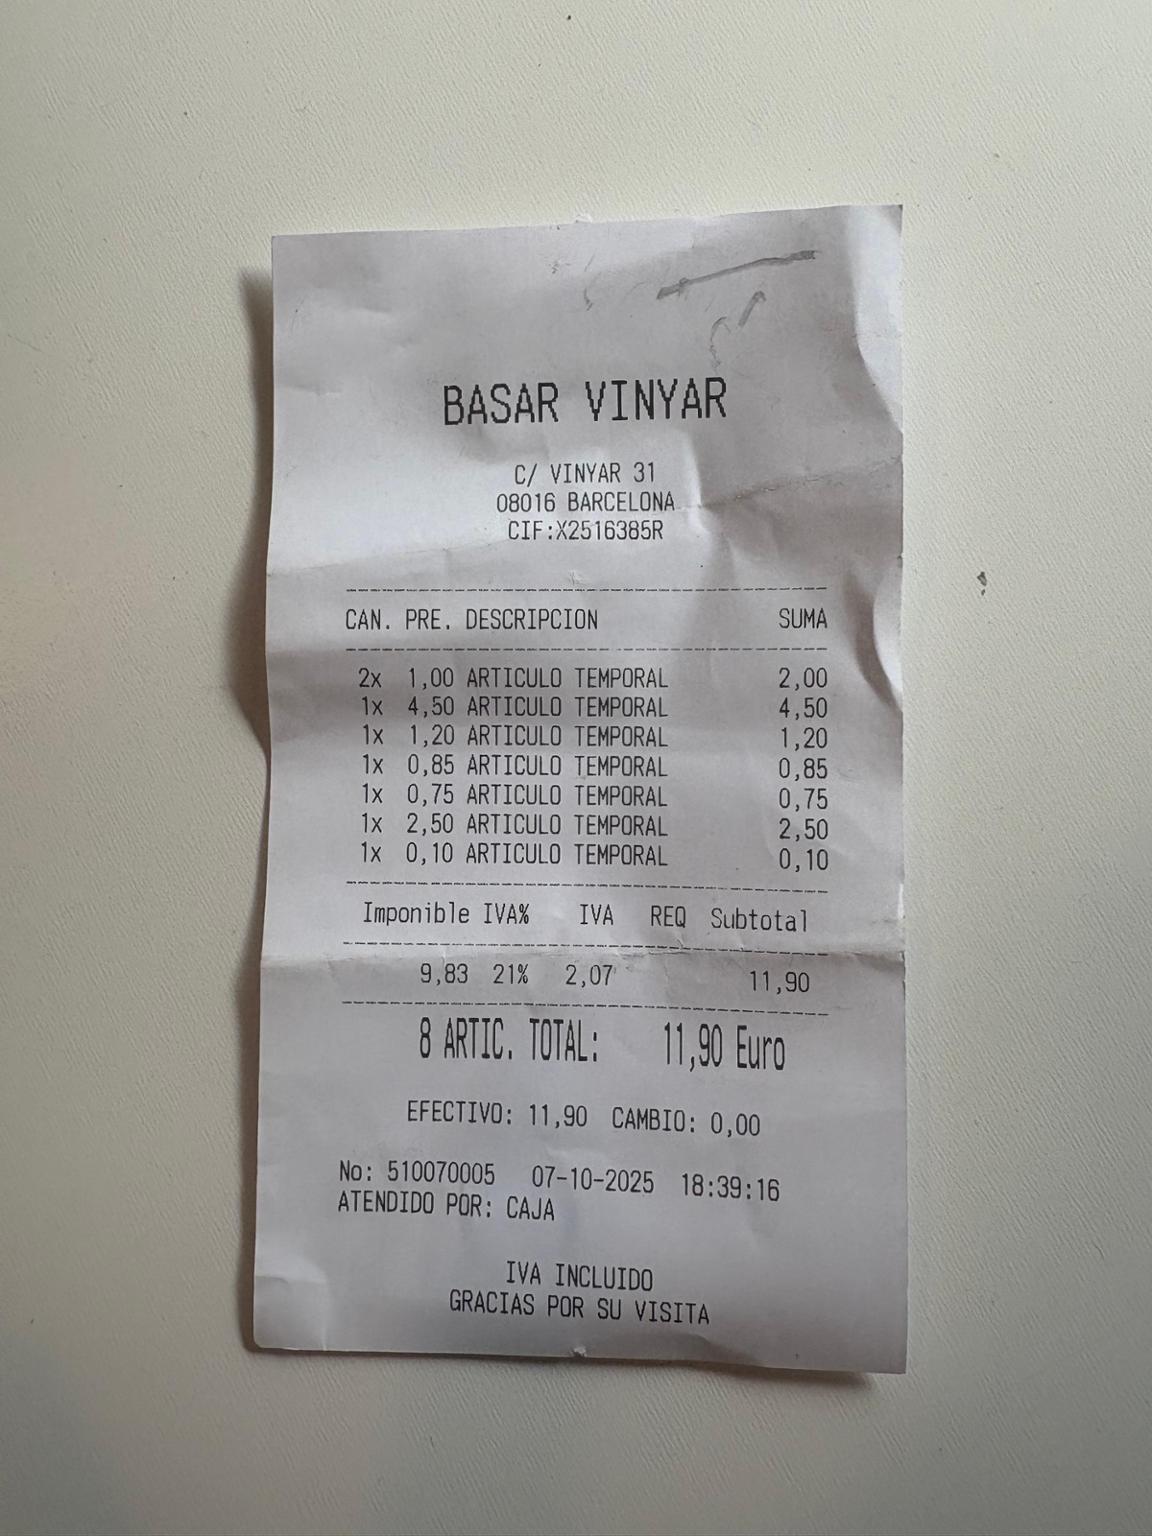 BASAR VINYAR
C/ VINYAR 31
08016 BARCELONA
CIF:X2516385R
CAN. PRE. DESCRIPCION SUMA
2x 1,00 ARTICULO TEMPORAL 2,00
1x 4,50 ARTICULO TEMPORAL 4,50
1x 1,20 ARTICULO TEMPORAL 1,20
1x 0,85 ARTICULO TEMPORAL 0,85
1x 0,75 ARTICULO TEMPORAL 0,75
1x 2,50 ARTICULO TEMPORAL 2,50
1x 0,10 ARTICULO TEMPORAL 0,10
Imponible IVA% IVA REQ Subtotal
9,83 21% 2,07 11,90
8 ARTIC. TOTAL: 11,90 Euro
EFECTIVO: 11,90 CAMBIO: 0,00
No: 510070005 07-10-2025 18:39:16
ATENDIDO POR: CAJA
IVA INCLUIDO
GRACIAS POR SU VISITA